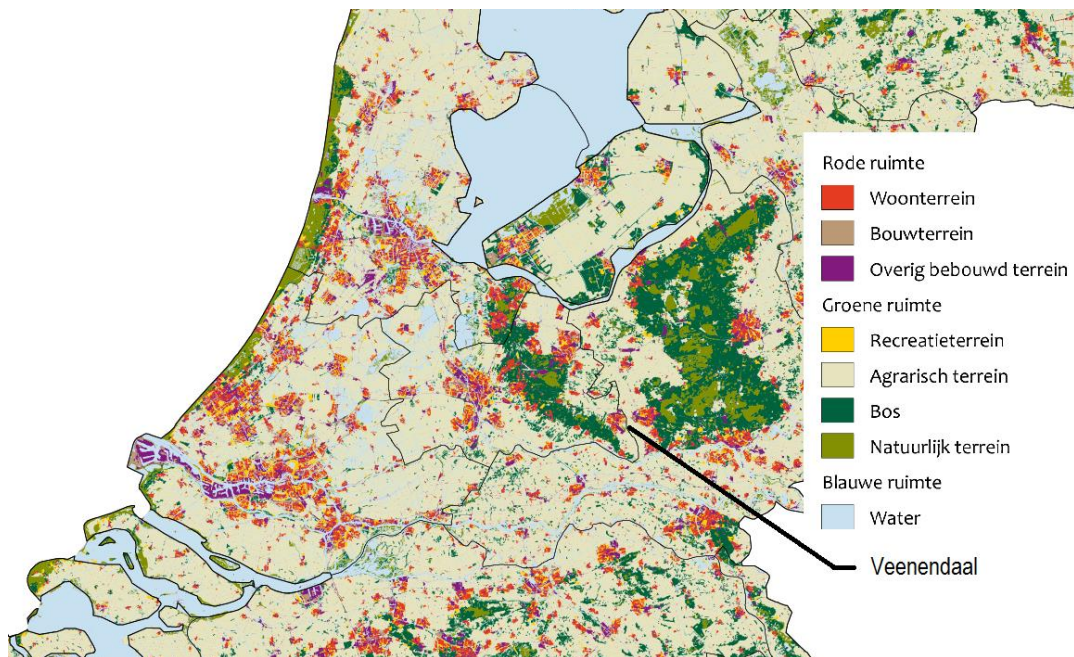 Rode ruimte
Woonterrein
Bouwterrein
Overig bebouwd terrein
Groene ruimte
Recreatieterrein
Agrarisch terrein
Bos
Natuurlijk terrein
Blauwe ruimte
Water
Veenendaal